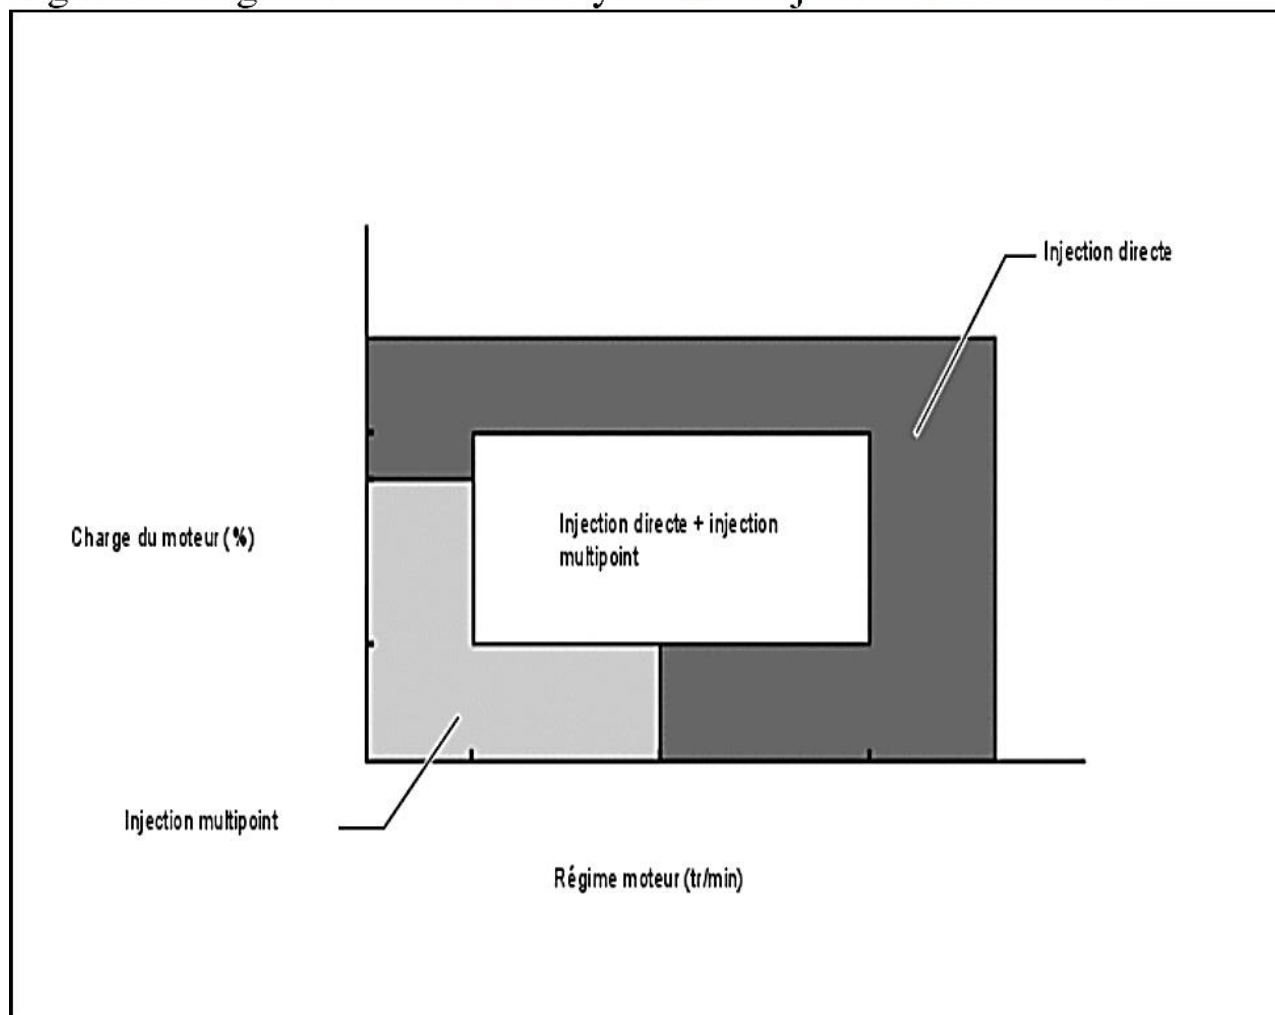 Injection directe
Injection directe + injection
multipoint
Charge du moteur (%)
Injection multipoint
Régime moteur (tr/min)